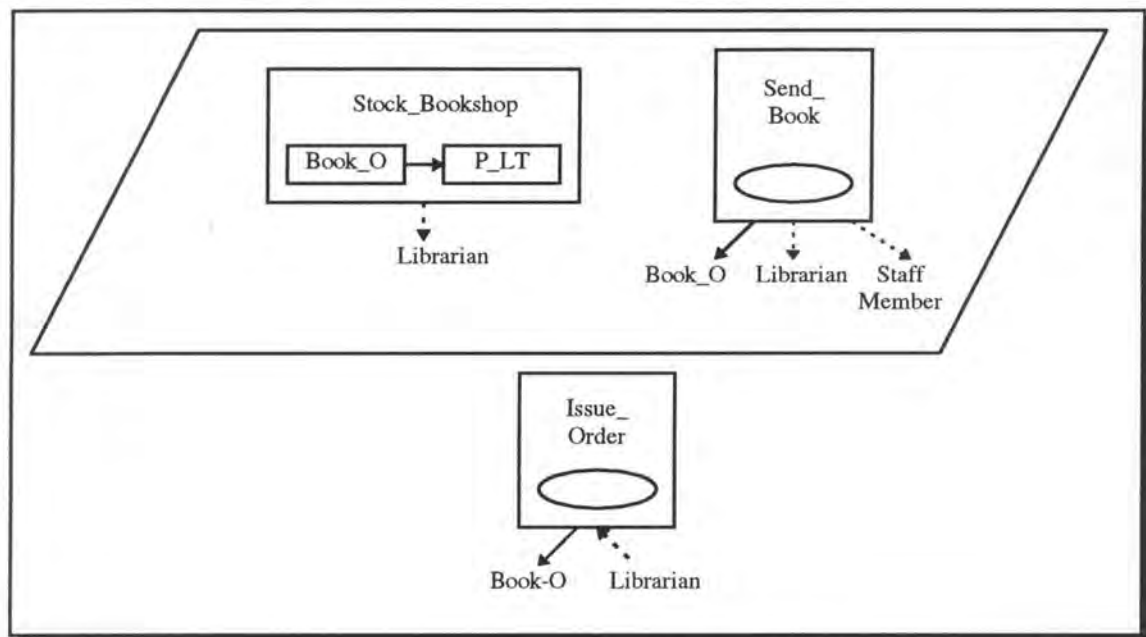 Stock_Bookshop
Book_O
P_LT
Librarian
Send_
Book
Book_O
Librarian
Staff
Member
Issue_
Order
Book-O
Librarian